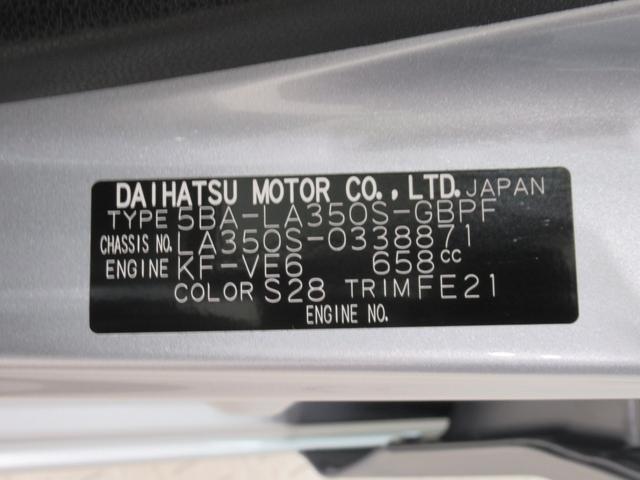 DAIHATSU MOTOR CO., LTD. JAPAN
TYPE 5BA-LA350S-GBPF
CHASSIS NO. LA350S-0338871
ENGINE KF-VE6 658cc
COLOR S28 TRIM FE21
ENGINE NO.